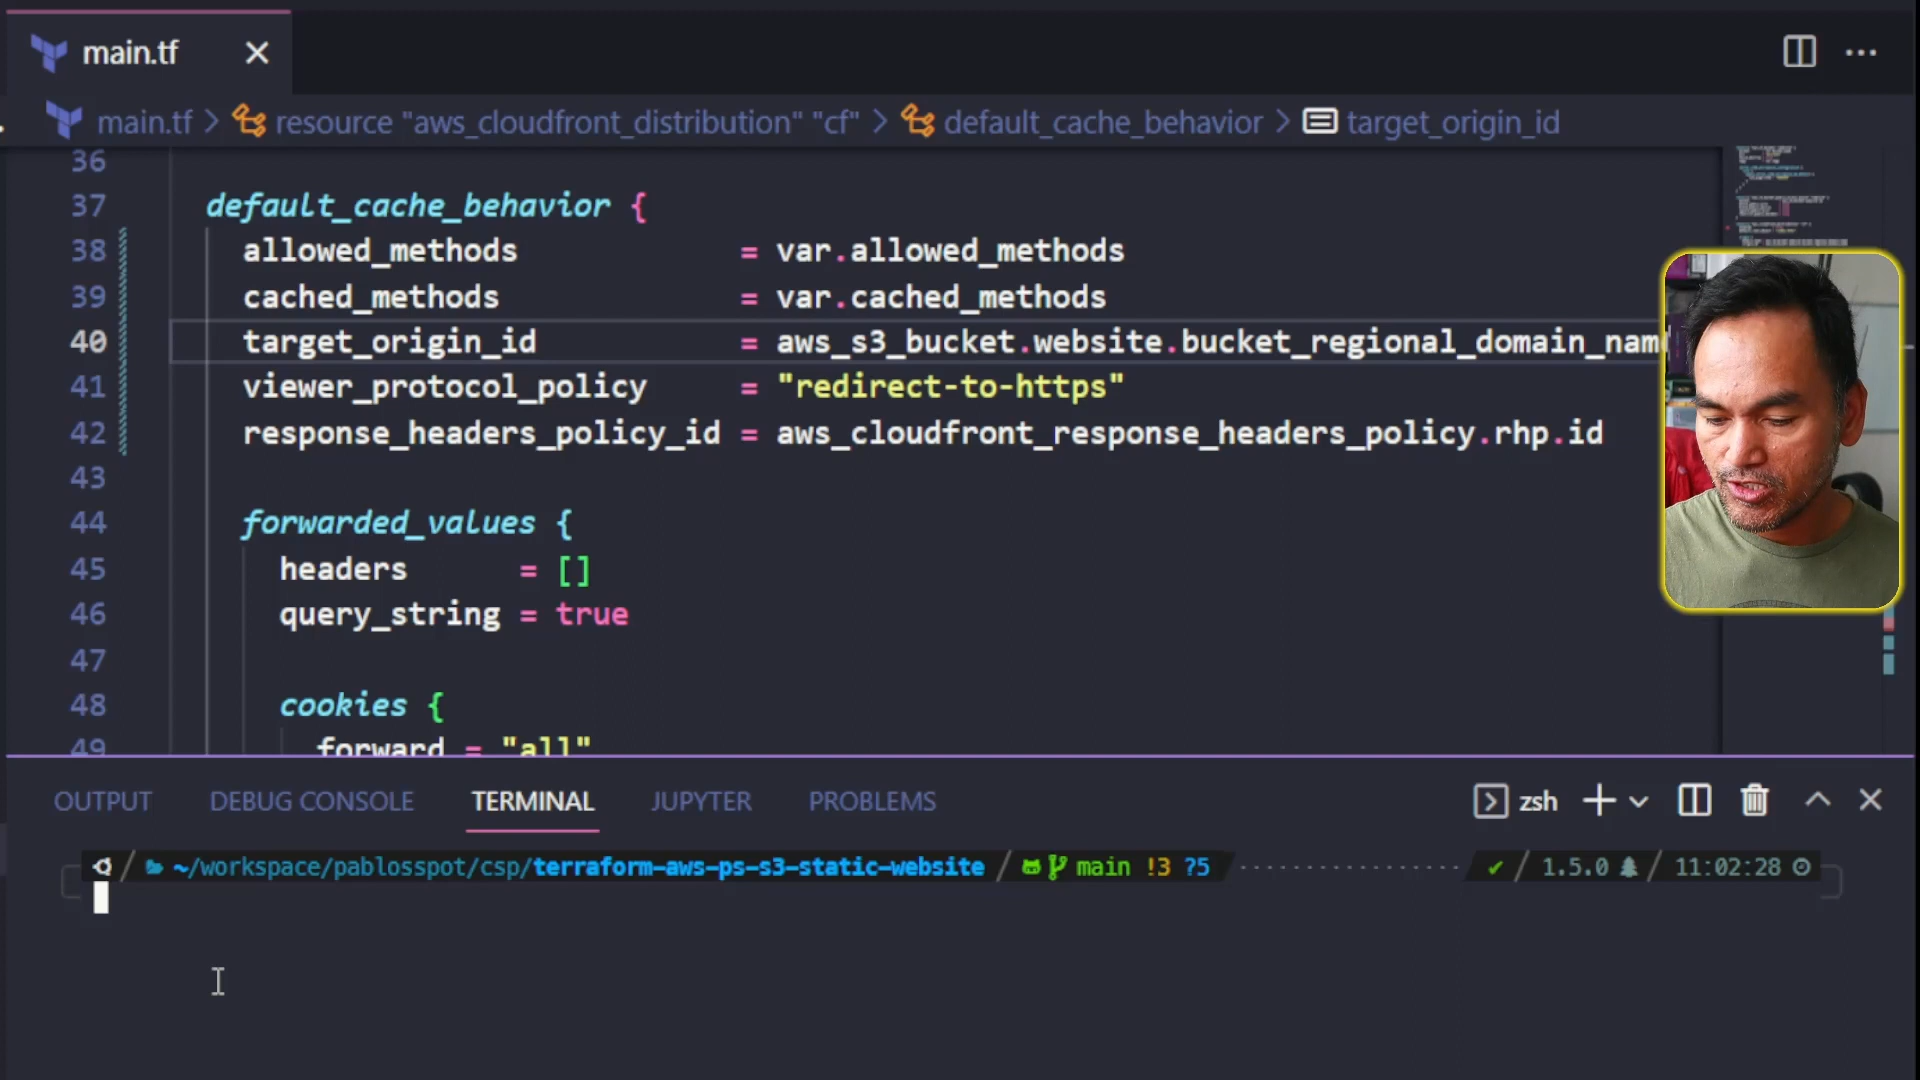 main.tf
main.tf > resource "aws_cloudfront_distribution" "cf" > default_cache_behavior > target_origin_id
36
37 default_cache_behavior {
38 allowed_methods = var.allowed_methods
39 cached_methods = var.cached_methods
40 target_origin_id = aws_s3_bucket.website.bucket_regional_domain_nam
41 viewer_protocol_policy = "redirect-to-https"
42 response_headers_policy_id = aws_cloudfront_response_headers_policy.rhp.id
43
44 forwarded_values {
45 headers = []
46 query_string = true
47
48 cookies {
49 forward = "all"
OUTPUT DEBUG CONSOLE TERMINAL JUPYTER PROBLEMS zsh
~/workspace/pablosspot/csp/terraform-aws-ps-s3-static-website main !3 ?5 1.5.0 11:02:28